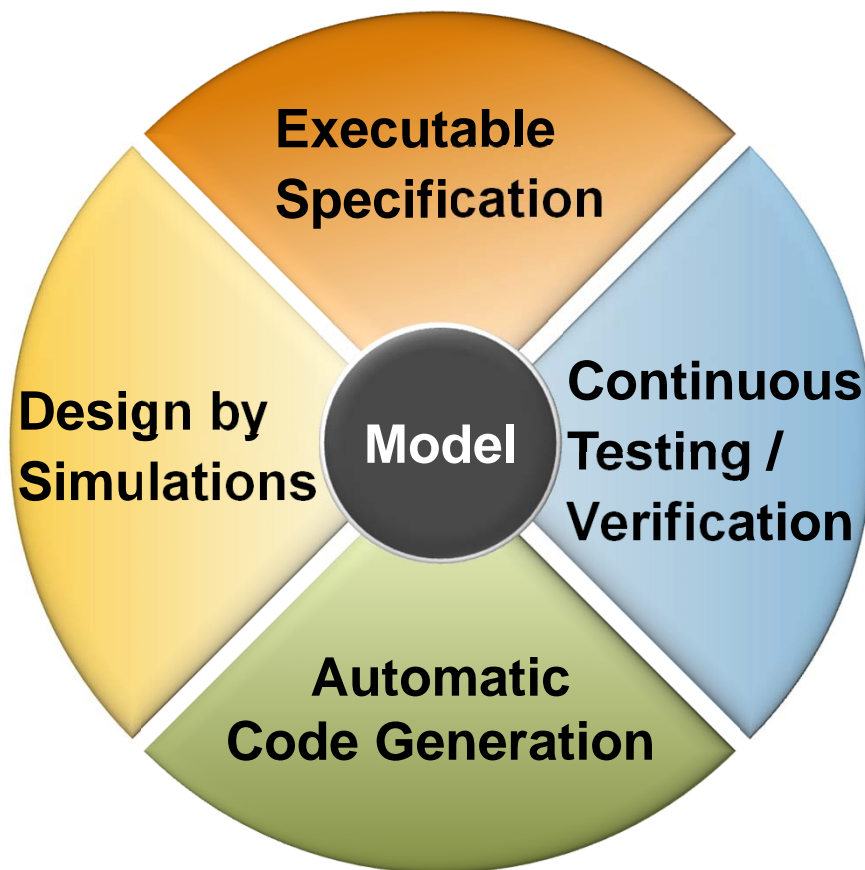 Executable
Specification
Design by
Simulations
Model
Continuous
Testing /
Verification
Automatic
Code Generation